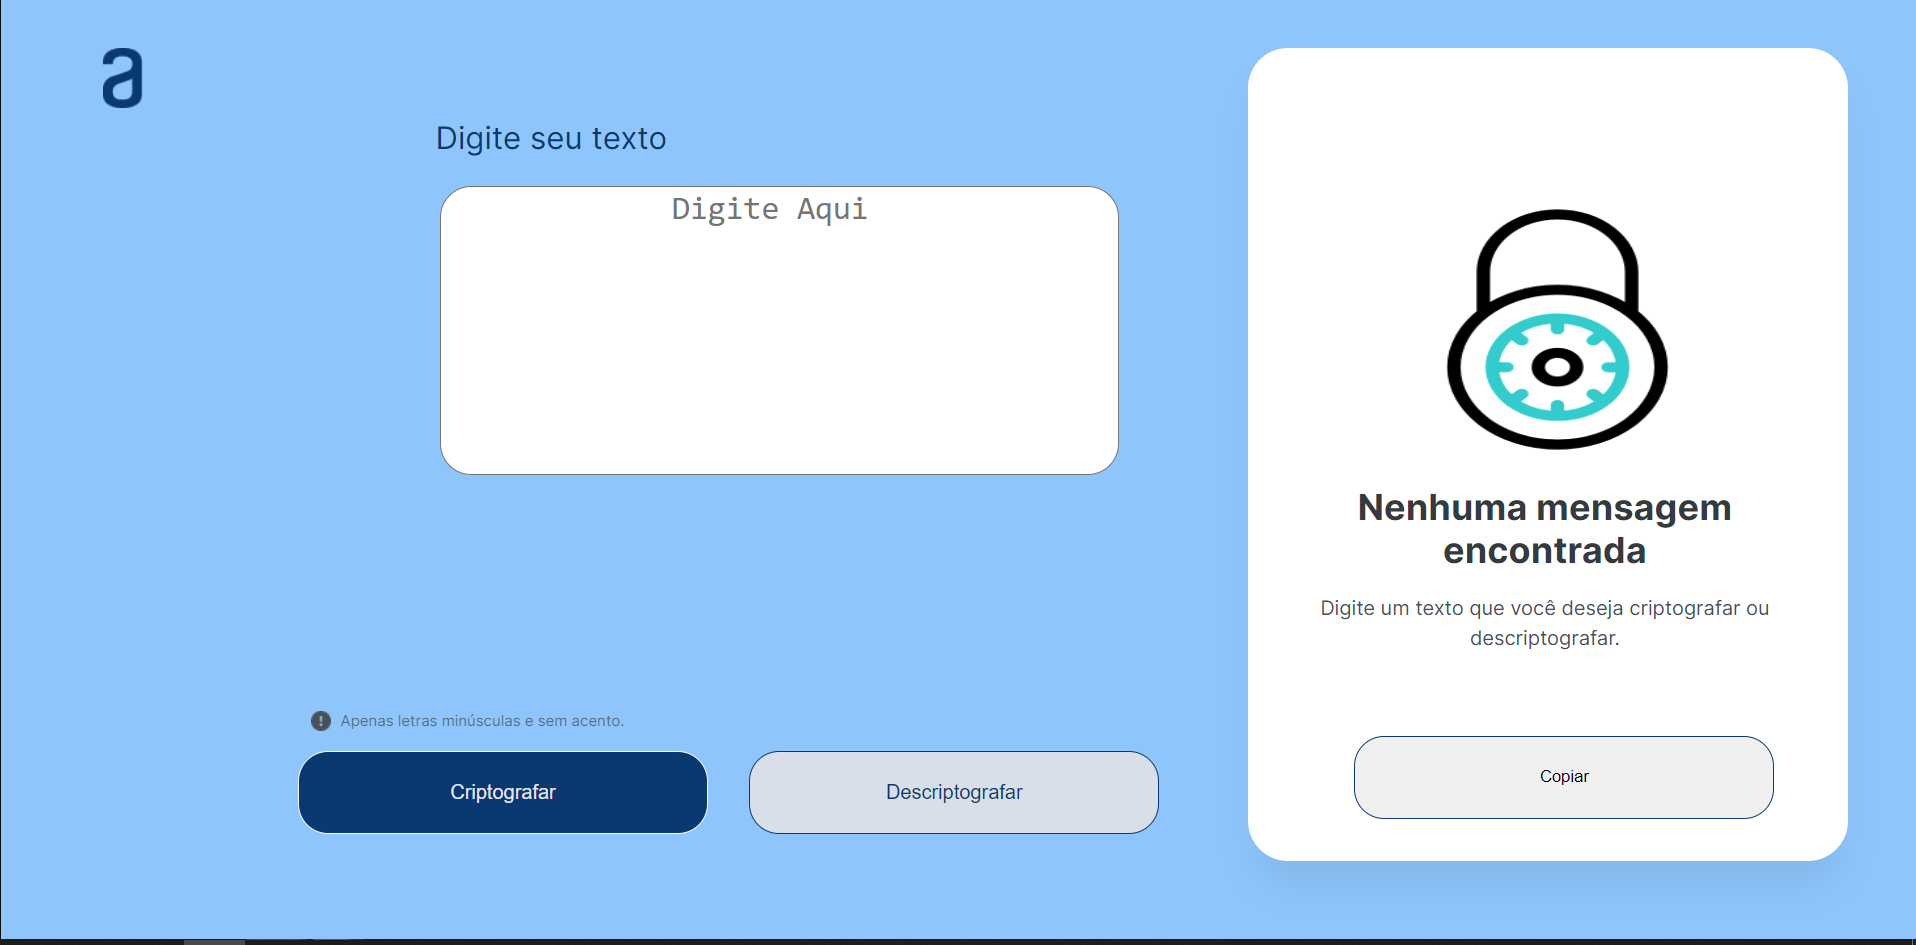 a
Digite seu texto
Digite Aqui
Apenas letras minúsculas e sem acento.
Criptografar
Descriptografar
Nenhuma mensagem
encontrada
Digite um texto que você deseja criptografar ou
descriptografar.
Copiar